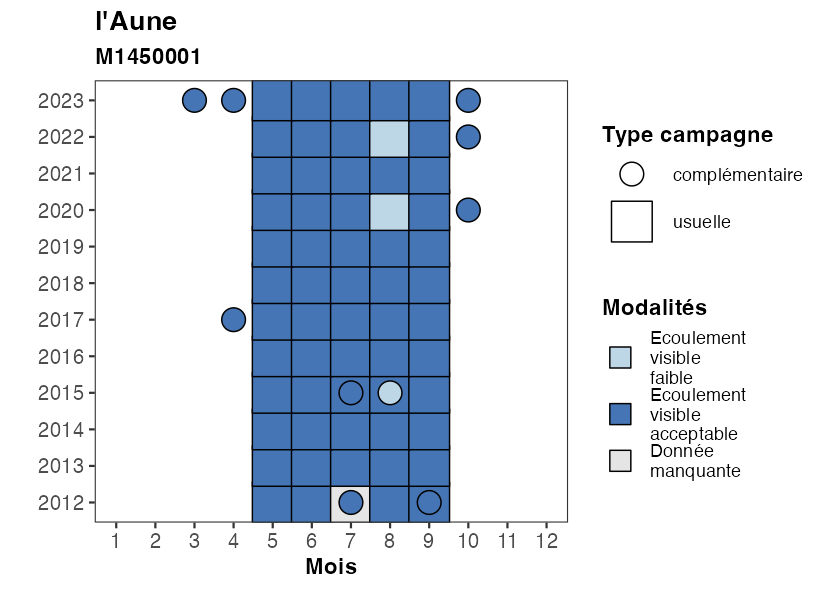 l'Aune
M1450001
2023
2022
2021
2020
2019
2018
2017
2016
2015
2014
2013
2012
1 2 3 4 5 6 7 8 9 10 11 12
Mois
Type campagne
complémentaire
usuelle
Modalités
Ecoulement
visible
faible
Ecoulement
visible
acceptable
Donnée
manquante